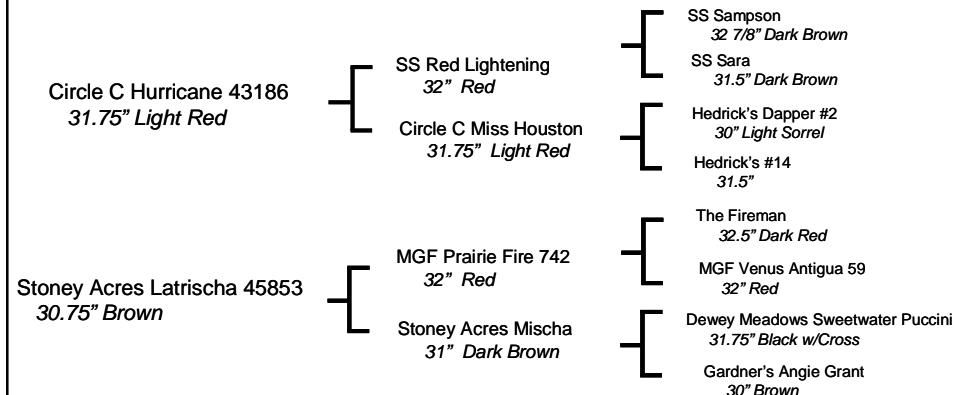 Circle C Hurricane 43186
31.75” Light Red
SS Red Lightening
32” Red
SS Sampson
32 7/8” Dark Brown
SS Sara
31.5” Dark Brown
Circle C Miss Houston
31.75” Light Red
Hedrick’s Dapper #2
30” Light Sorrel
Hedrick’s #14
31.5”
Stoney Acres Latrischa 45853
30.75” Brown
MGF Prairie Fire 742
32” Red
The Fireman
32.5” Dark Red
MGF Venus Antigua 59
32” Red
Stoney Acres Mischa
31” Dark Brown
Dewey Meadows Sweetwater Puccini
31.75” Black w/Cross
Gardner’s Angie Grant
30” Brown